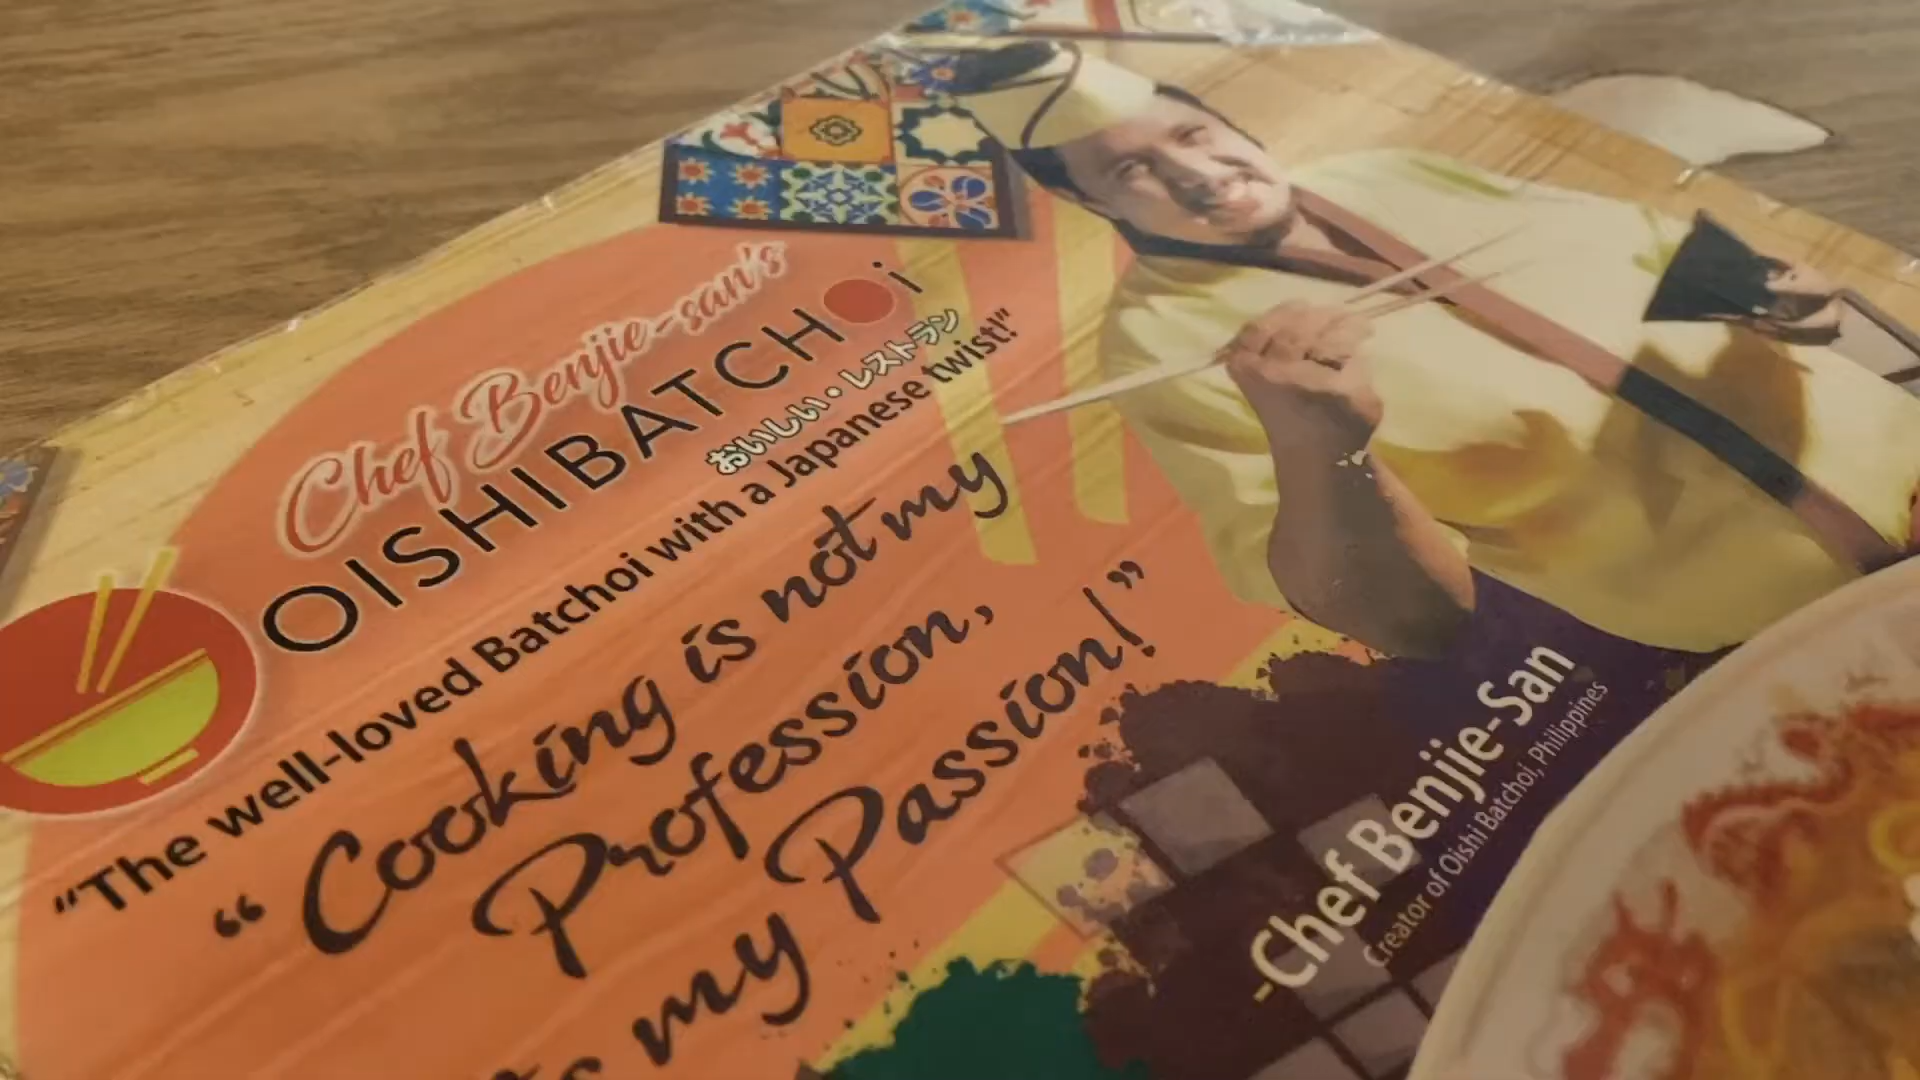 Chef Benjie-san's
OISHIBATCHOi
おいしい・レストラン
"The well-loved Batchoi with a Japanese twist!"
“Cooking is not my
Profession,
my Passion!”
-Chef Benjie-San
Creator of Oishi Batchoi, Philippines